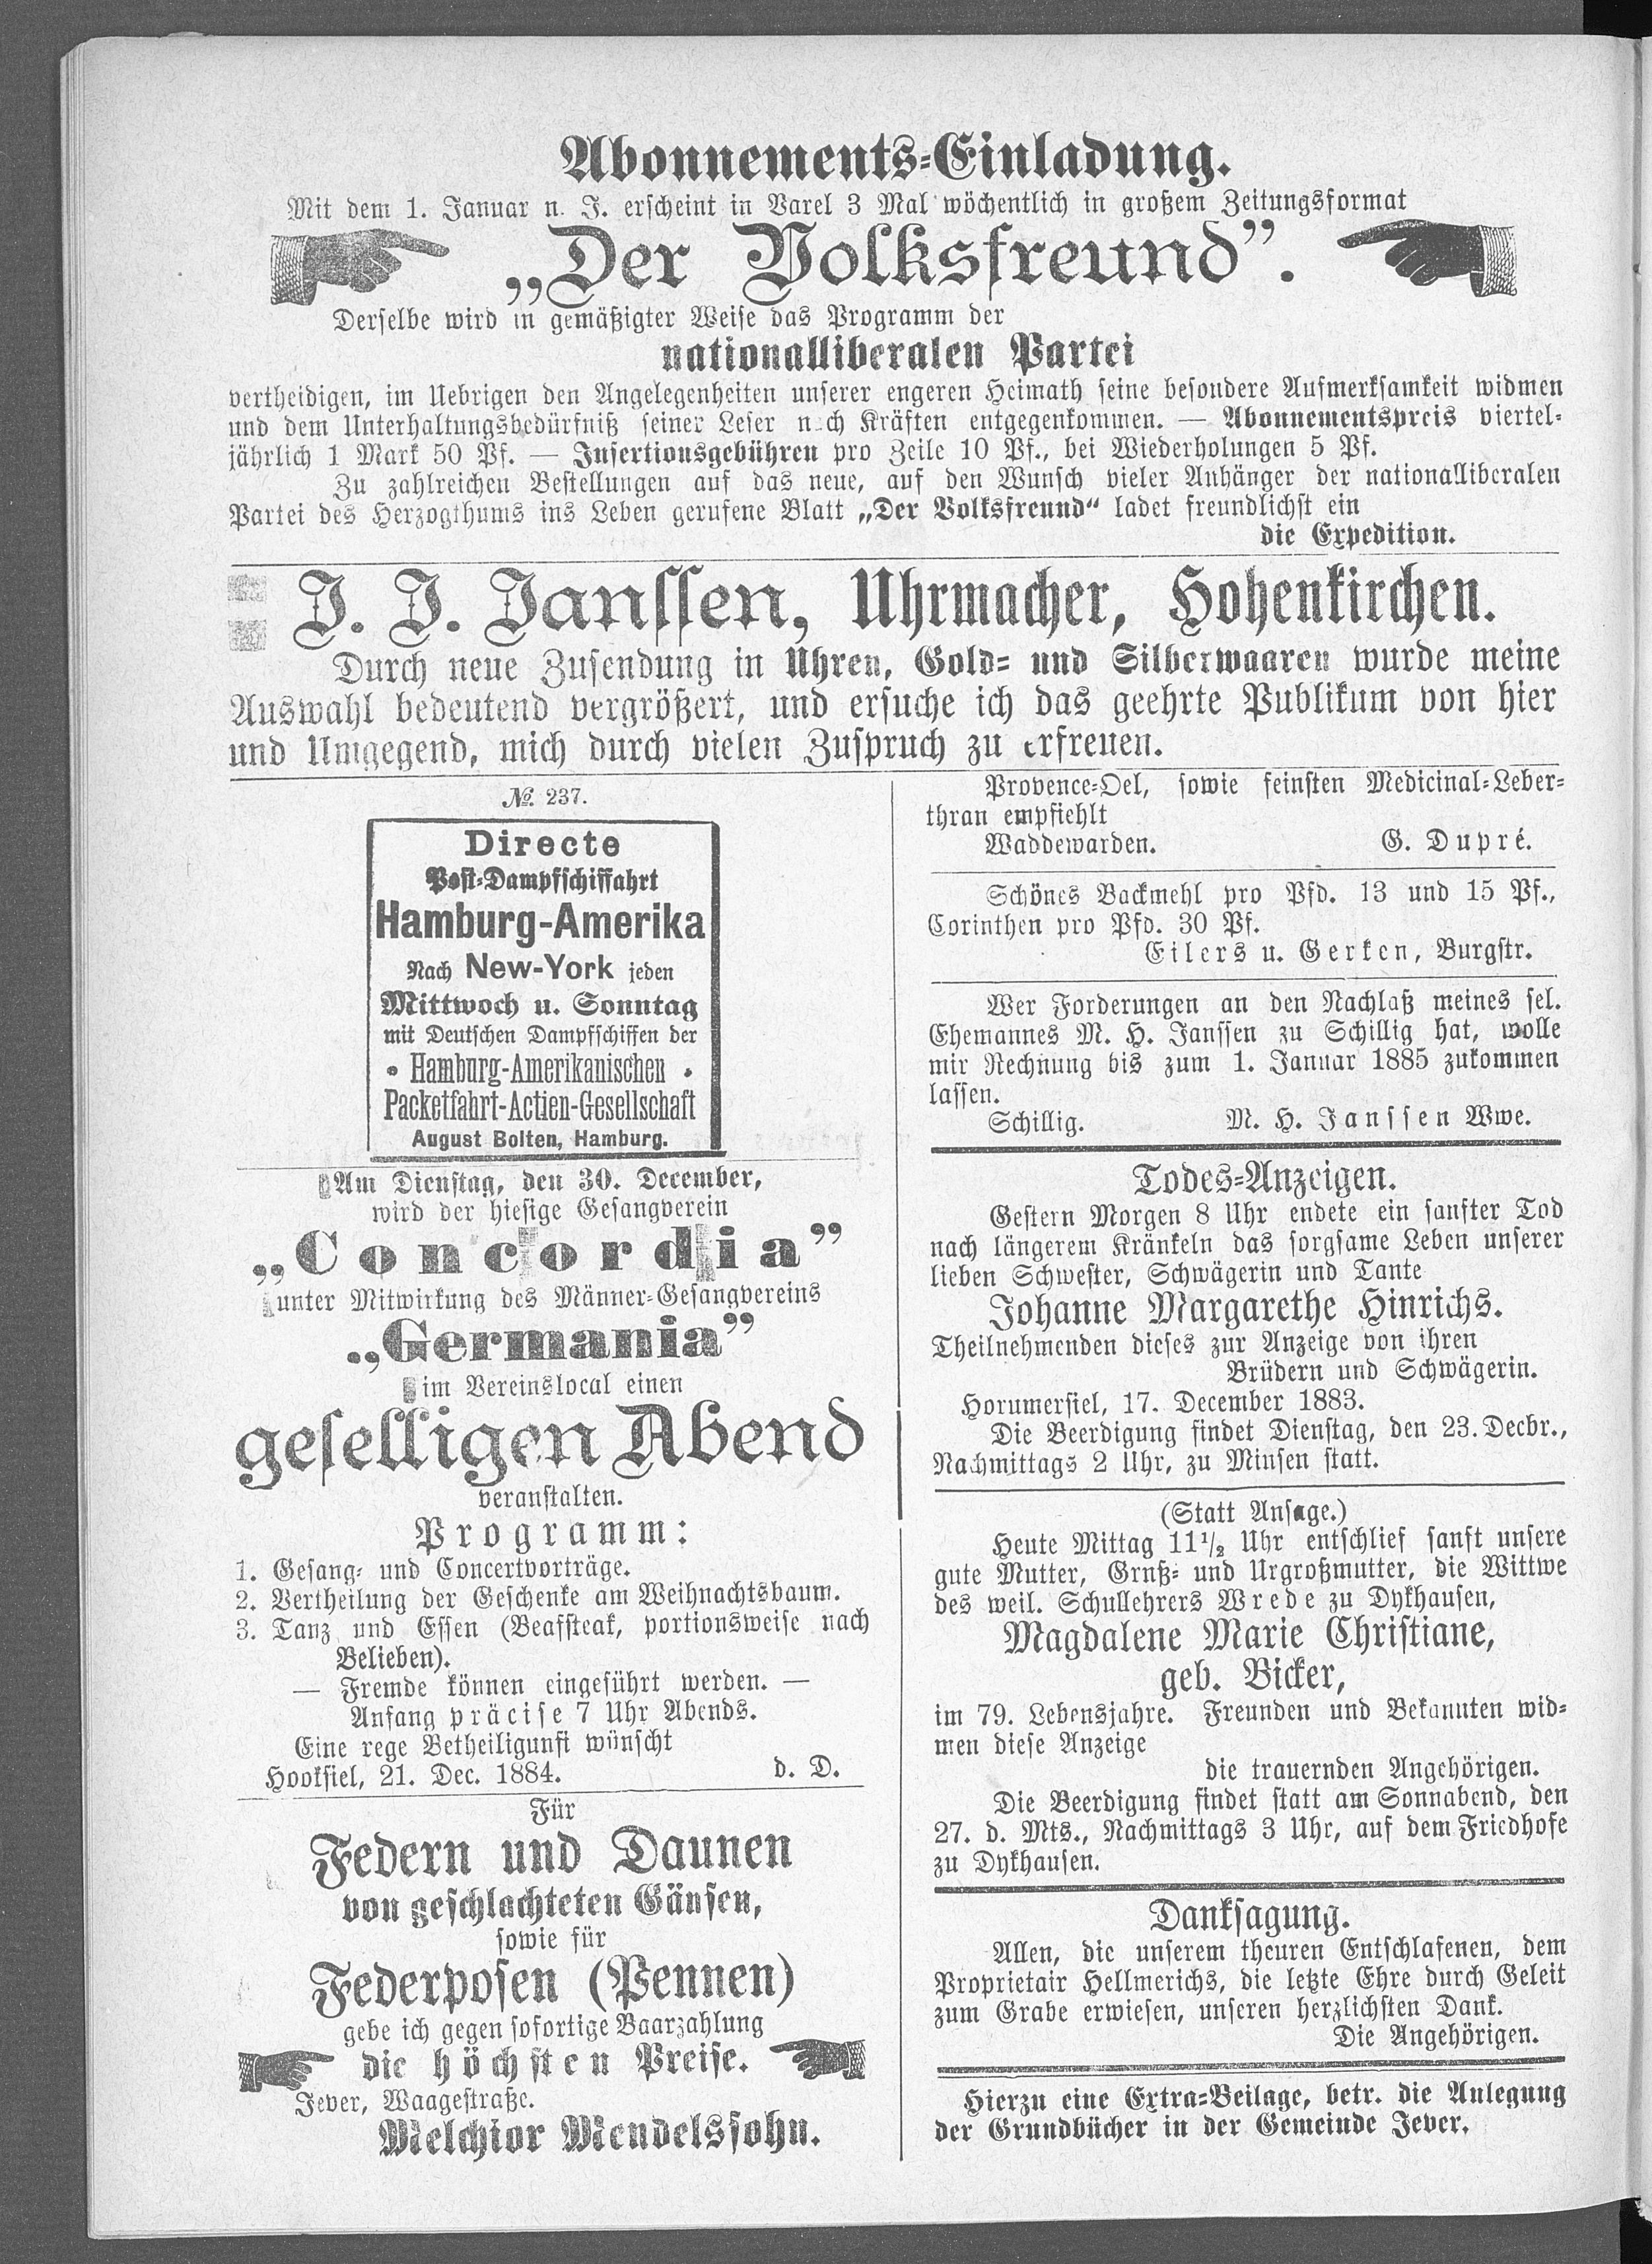 Abonnements-Einladung.
Mit dem 1. Januar n. J. erscheint in Varel 3 Mal wöchentlich in großem Zeitungsformat
„Der Volksfreund”.
Derselbe wird in gemäßigter Weise das Programm der
nationalliberalen Partei
vertheidigen, im Uebrigen den Angelegenheiten unserer engeren Heimath seine besondere Aufmerksamkeit widmen
und dem Unterhaltungsbedürfniß seiner Leser nach Kräften entgegenkommen. — Abonnementspreis viertel-
jährlich 1 Mark 50 Pf. — Insertionsgebühren pro Zeile 10 Pf., bei Wiederholungen 5 Pf.
Zu zahlreichen Bestellungen auf das neue, auf den Wunsch vieler Anhänger der nationalliberalen
Partei des Herzogthums ins Leben gerufene Blatt „Der Volksfreund“ ladet freundlichst ein
die Expedition.
J. J. Janssen, Uhrmacher, Hohenkirchen.
Durch neue Zusendung in Uhren, Gold- und Silberwaaren wurde meine
Auswahl bedeutend vergrößert, und ersuche ich das geehrte Publikum von hier
und Umgegend, mich durch vielen Zuspruch zu erfreuen.
№. 237.
Directe
Post-Dampfschiffahrt
Hamburg-Amerika
Nach New-York jeden
Mittwoch u. Sonntag
mit Deutschen Dampfschiffen der
• Hamburg-Amerikanischen •
Packetfahrt-Actien-Gesellschaft
August Bolten, Hamburg.
Am Dienstag, den 30. December,
wird der hiesige Gesangverein
„Concordia”
unter Mitwirkung des Männer-Gesangvereins
„Germania”
im Vereinslocal einen
geselligen Abend
veranstalten.
Programm:
1. Gesang- und Concertvorträge.
2. Vertheilung der Geschenke am Weihnachtsbaum.
3. Tanz und Essen (Beafsteak, portionsweise nach
Belieben).
— Fremde können eingeführt werden. —
Anfang präcise 7 Uhr Abends.
Eine rege Betheiligunfi wünscht
Hooksiel, 21. Dec. 1884. d. D.
Für
Federn und Daunen
von geschlachteten Gänsen,
sowie für
Federposen (Pennen)
gebe ich gegen sofortige Baarzahlung
die höchsten Preise.
Jever, Waagestraße.
Melchior Mendelssohn.
Provence-Oel, sowie feinsten Medicinal-Leber-
thran empfiehlt
Waddewarden. G. Dupré.
Schönes Backmehl pro Pfd. 13 und 15 Pf.,
Corinthen pro Pfd. 30 Pf.
Eilers u. Gerken, Burgstr.
Wer Forderungen an den Nachlaß meines sel.
Ehemannes M. H. Janssen zu Schillig hat, wolle
mir Rechnung bis zum 1. Januar 1885 zukommen
lassen.
Schillig. M. H. Janssen Wwe.
Todes-Anzeigen.
Gestern Morgen 8 Uhr endete ein sanfter Tod
nach längerem Kränkeln das sorgsame Leben unserer
lieben Schwester, Schwägerin und Tante
Johanne Margarethe Hinrichs.
Theilnehmenden dieses zur Anzeige von ihren
Brüdern und Schwägerin.
Horumersiel, 17. December 1883.
Die Beerdigung findet Dienstag, den 23. Decbr.,
Nachmittags 2 Uhr, zu Minsen statt.
(Statt Ansage.)
Heute Mittag 11½ Uhr entschlief sanft unsere
gute Mutter, Gruß- und Urgroßmutter, die Wittwe
des weil. Schullehrers Wrede zu Dykhausen,
Magdalene Marie Christiane,
geb. Bicker,
im 79. Lebensjahre. Freunden und Bekannten wid-
men diese Anzeige
die trauernden Angehörigen.
Die Beerdigung findet statt am Sonnabend, den
27. d. Mts., Nachmittags 3 Uhr, auf dem Friedhofe
zu Dykhausen.
Danksagung.
Allen, die unserem theuren Entschlafenen, dem
Proprietair Hellmerichs, die letzte Ehre durch Geleit
zum Grabe erwiesen, unseren herzlichsten Dank.
Die Angehörigen.
Hierzu eine Extra-Beilage, betr. die Anlegung
der Grundbücher in der Gemeinde Jever.